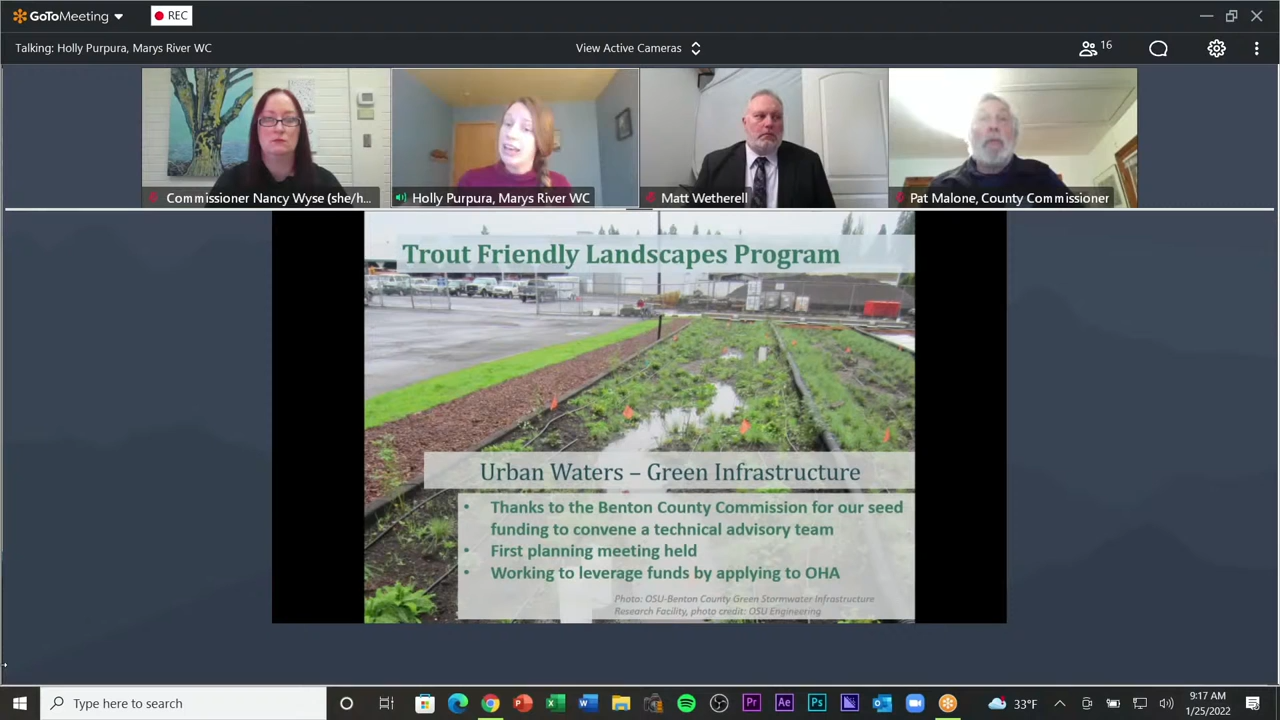 GoToMeeting
REC
Talking: Holly Purpura, Marys River WC
View Active Cameras
16
Commissioner Nancy Wyse (she/h...
Holly Purpura, Marys River WC
Matt Wetherell
Pat Malone, County Commissioner
Trout Friendly Landscapes Program
Urban Waters – Green Infrastructure
• Thanks to the Benton County Commission for our seed
funding to convene a technical advisory team
• First planning meeting held
• Working to leverage funds by applying to OHA
Photo: OSU-Benton County Green Stormwater Infrastructure
Research Facility, photo credit: OSU Engineering
Type here to search
Pr
Ae
Ps
33°F
9:17 AM
1/25/2022